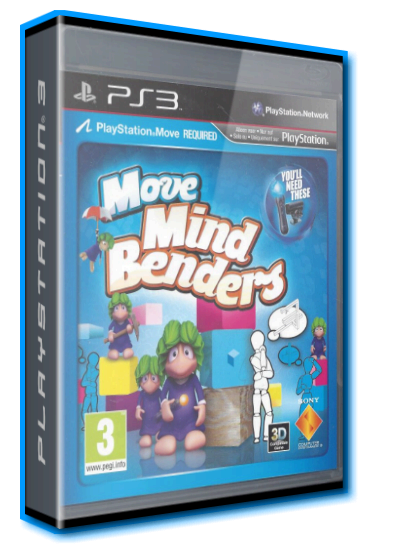 PLAYSTATION®3
PS3
PlayStation®Network
PlayStation®Move REQUIRED
PlayStation®
YOU'LL
NEED
THESE
Move
Mind
Benders
3
www.pegi.info
3D
SONY